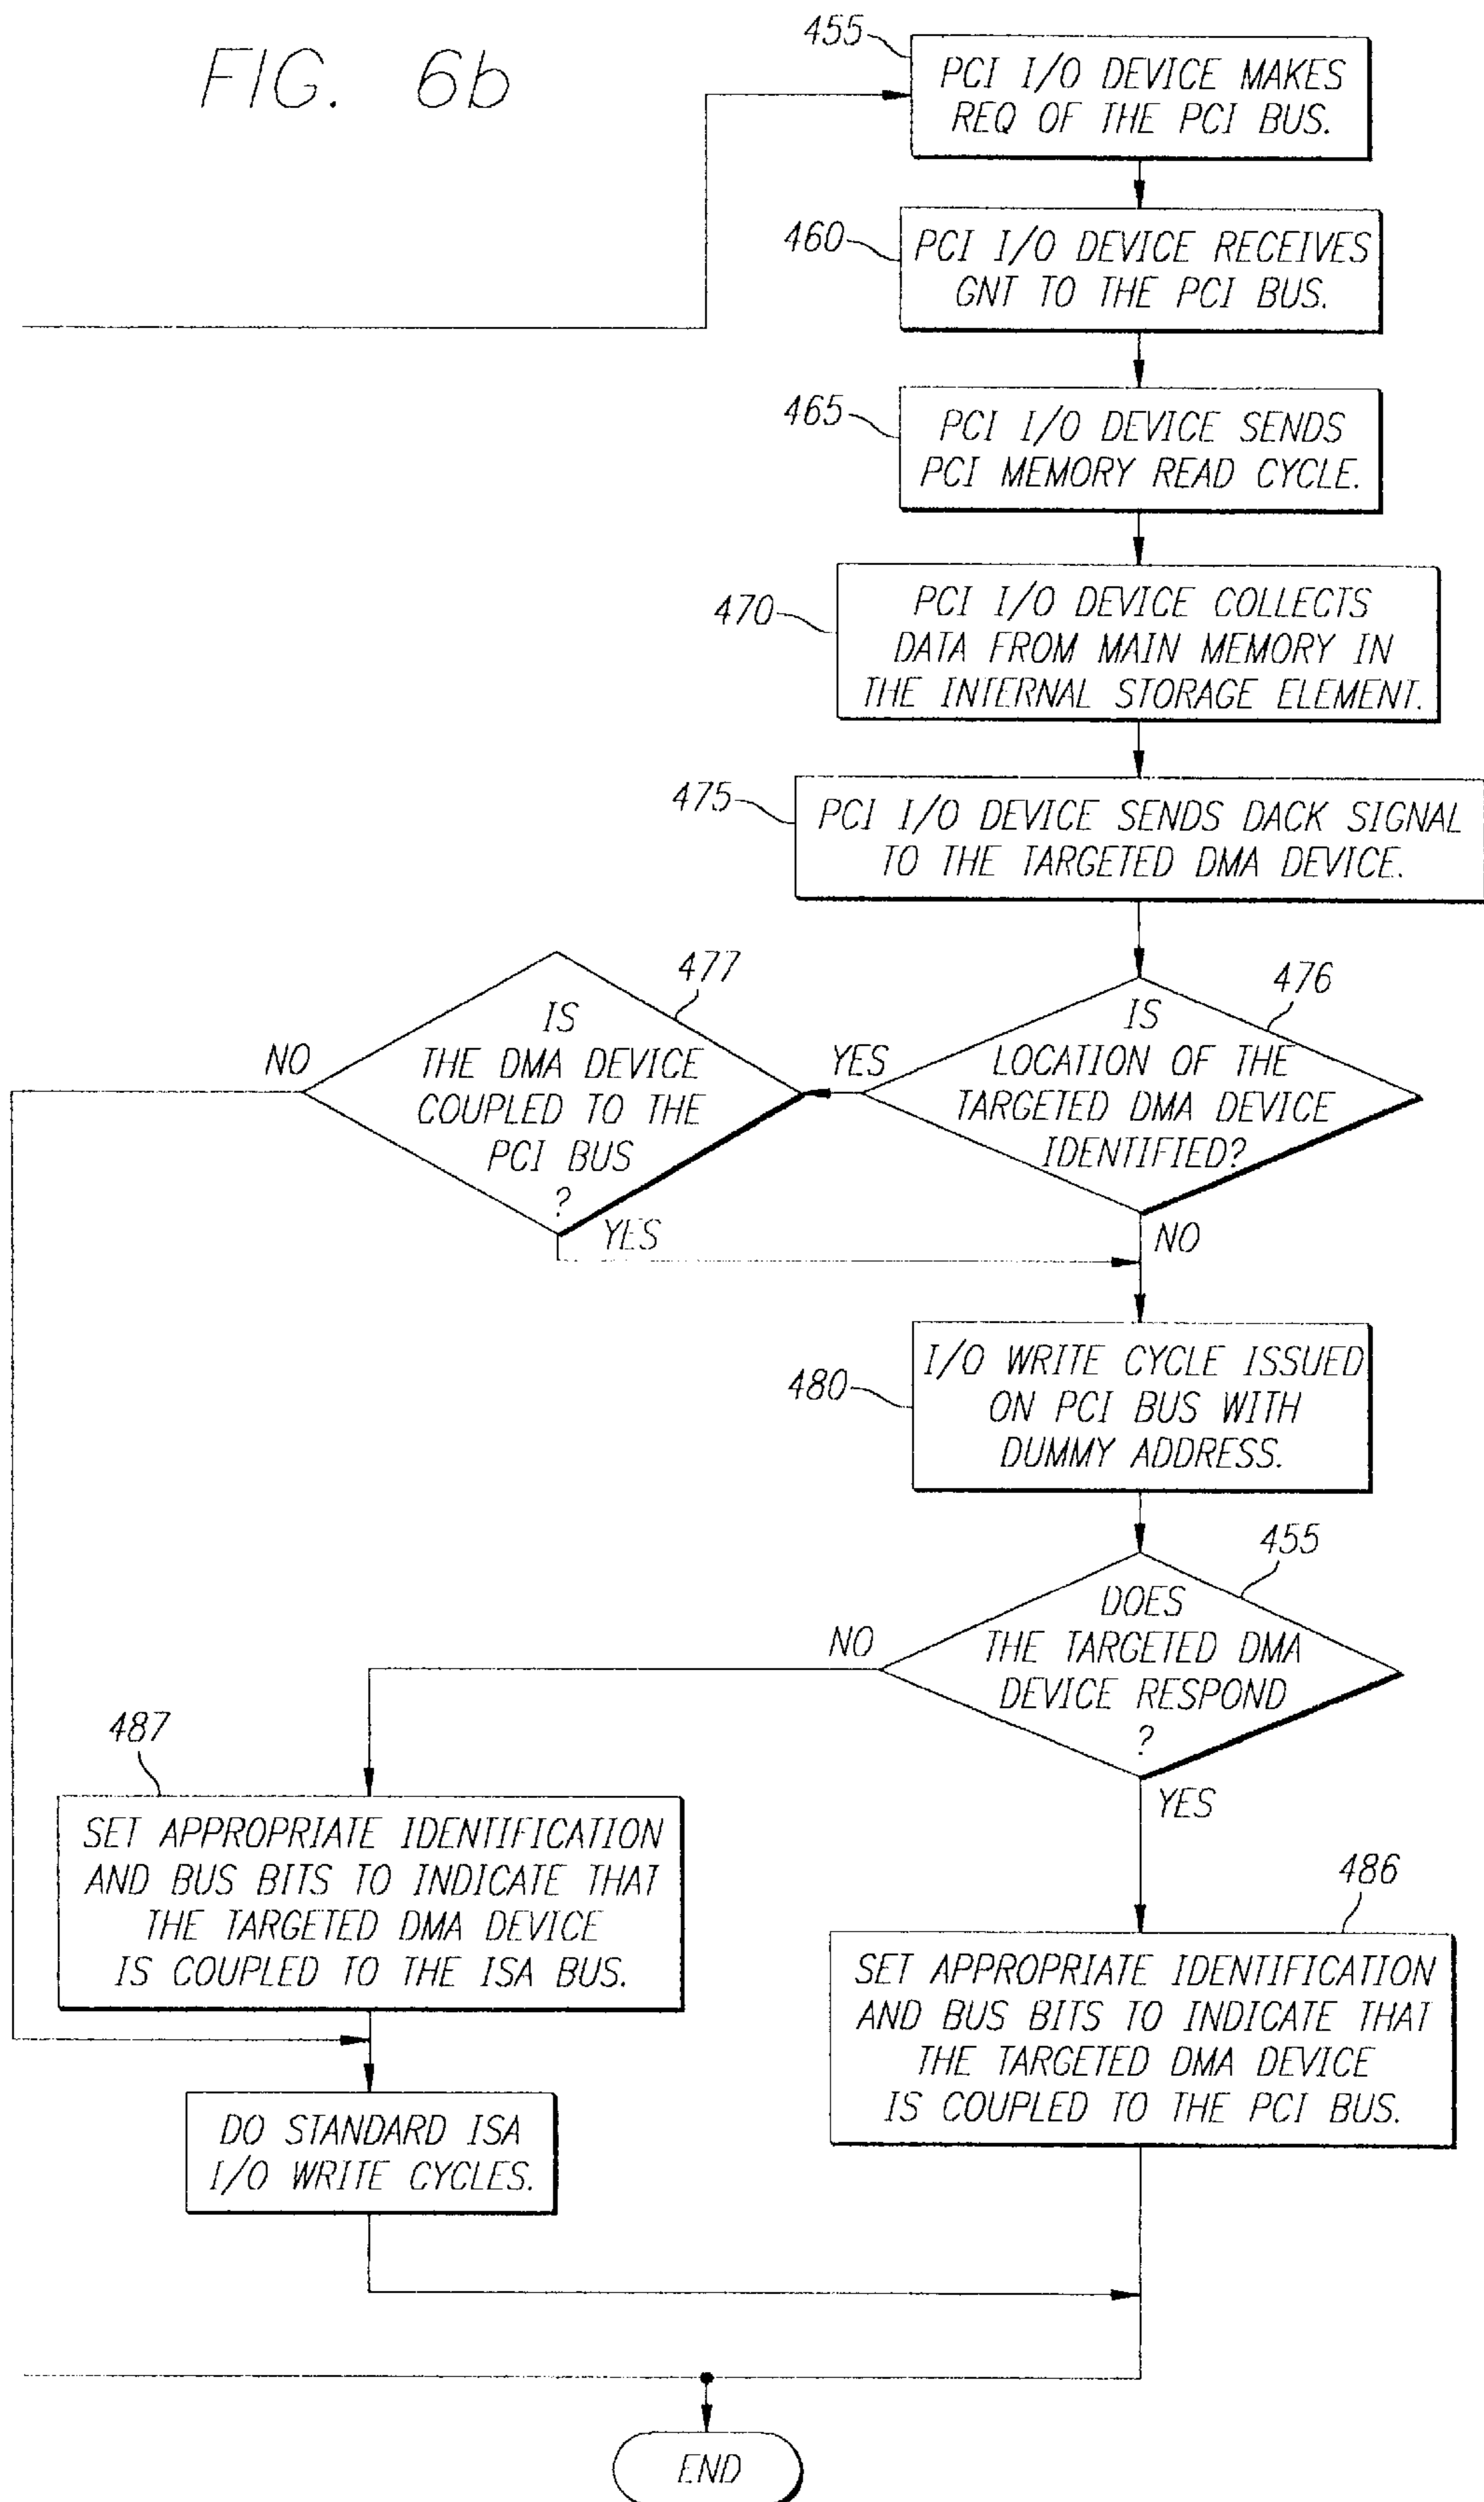 FIG. 6b
455
PCI I/O DEVICE MAKES
REQ OF THE PCI BUS.
460
PCI I/O DEVICE RECEIVES
GNT TO THE PCI BUS.
465
PCI I/O DEVICE SENDS
PCI MEMORY READ CYCLE.
470
PCI I/O DEVICE COLLECTS
DATA FROM MAIN MEMORY IN
THE INTERNAL STORAGE ELEMENT.
475
PCI I/O DEVICE SENDS DACK SIGNAL
TO THE TARGETED DMA DEVICE.
476
IS
LOCATION OF THE
TARGETED DMA DEVICE
IDENTIFIED?
YES
NO
477
IS
THE DMA DEVICE
COUPLED TO THE
PCI BUS
?
NO
YES
480
I/O WRITE CYCLE ISSUED
ON PCI BUS WITH
DUMMY ADDRESS.
455
DOES
THE TARGETED DMA
DEVICE RESPOND
?
NO
YES
487
SET APPROPRIATE IDENTIFICATION
AND BUS BITS TO INDICATE THAT
THE TARGETED DMA DEVICE
IS COUPLED TO THE ISA BUS.
486
SET APPROPRIATE IDENTIFICATION
AND BUS BITS TO INDICATE THAT
THE TARGETED DMA DEVICE
IS COUPLED TO THE PCI BUS.
DO STANDARD ISA
I/O WRITE CYCLES.
END